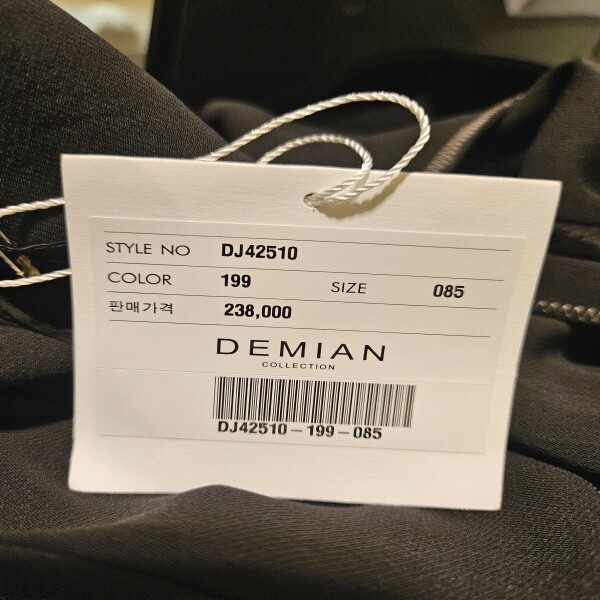 STYLE NO DJ42510
COLOR 199 SIZE 085
판매가격 238,000
DEMIAN
COLLECTION
DJ42510-199-085